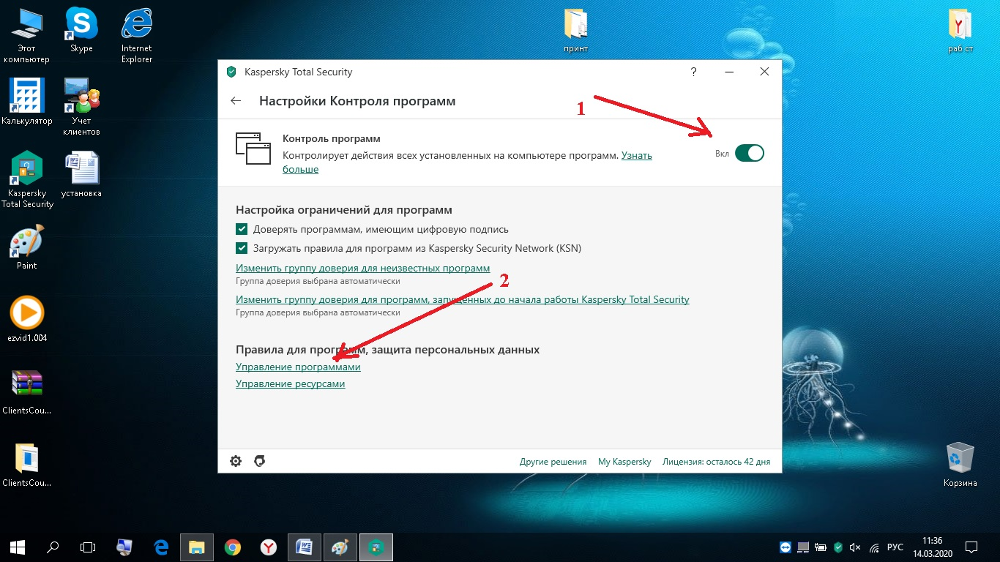 Этот
компьютер
Skype
Internet
Explorer
принт
раб ст
Калькулятор
Учет
клиентов
Kaspersky
Total Security
установка
Paint
ezvid1.004
ClientsCou...
ClientsCou...
Корзина
Kaspersky Total Security
?
Настройки Контроля программ
1
Контроль программ
Контролирует действия всех установленных на компьютере программ. Узнать
больше
Вкл
Настройка ограничений для программ
Доверять программам, имеющим цифровую подпись
Загружать правила для программ из Kaspersky Security Network (KSN)
Изменить группу доверия для неизвестных программ
2
Группа доверия выбрана автоматически
Изменить группу доверия для программ, запущенных до начала работы Kaspersky Total Security
Группа доверия выбрана автоматически
Правила для программ, защита персональных данных
Управление программами
Управление ресурсами
Другие решения
My Kaspersky
Лицензия: осталось 42 дня
РУС
11:36
14.03.2020